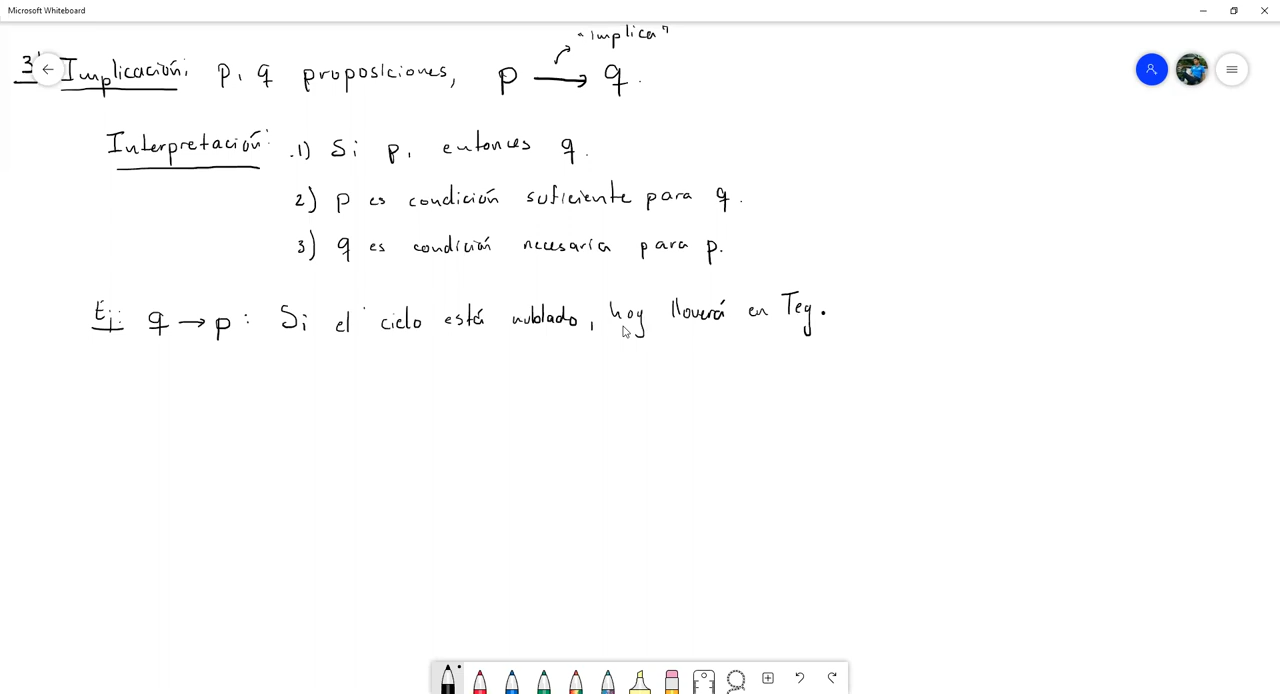 Microsoft Whiteboard
"implica"
3) Implicación: p, q proposiciones, p → q.
Interpretación: 1) Si p, entonces q.
2) p es condición suficiente para q.
3) q es condición necesaria para p.
Ej: q → p: Si el cielo está nublado, hoy lloverá en Teg.